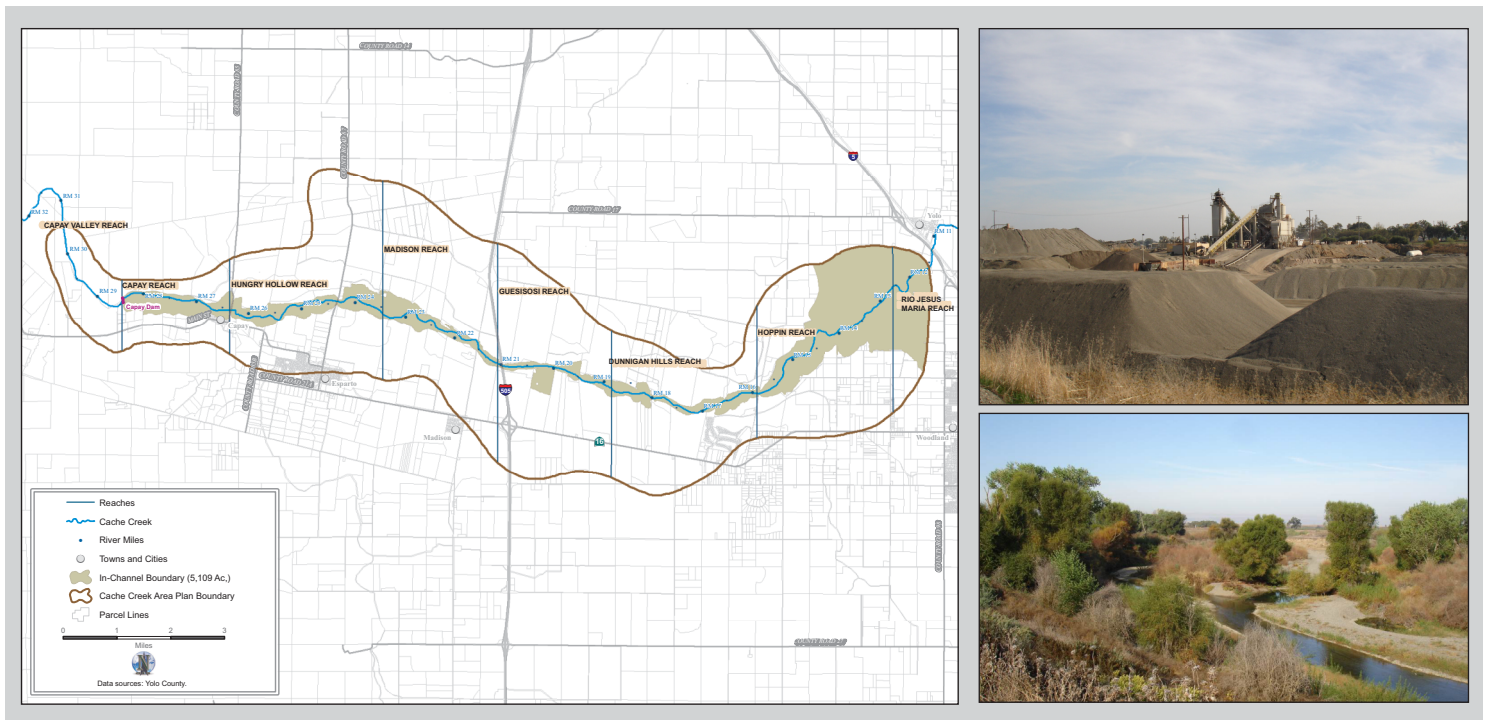 COUNTY ROAD 17
5
Yolo
RM 11
RM 31
RM 32
CAPAY VALLEY REACH
RM 30
MADISON REACH
CAPAY REACH
HUNGRY HOLLOW REACH
GUESISOSI REACH
RM 29
RM 27
RM 26
Capay Dam
Capay
RIO JESUS
MARIA REACH
HOPPIN REACH
RM 22
RM 21
RM 20
RM 19
DUNNIGAN HILLS REACH
RM 18
Esparto
505
Madison
16
Woodland
Reaches
Cache Creek
River Miles
Towns and Cities
In-Channel Boundary (5,109 Ac,)
Cache Creek Area Plan Boundary
Parcel Lines
0 1 2 3
Miles
N
Data sources: Yolo County.